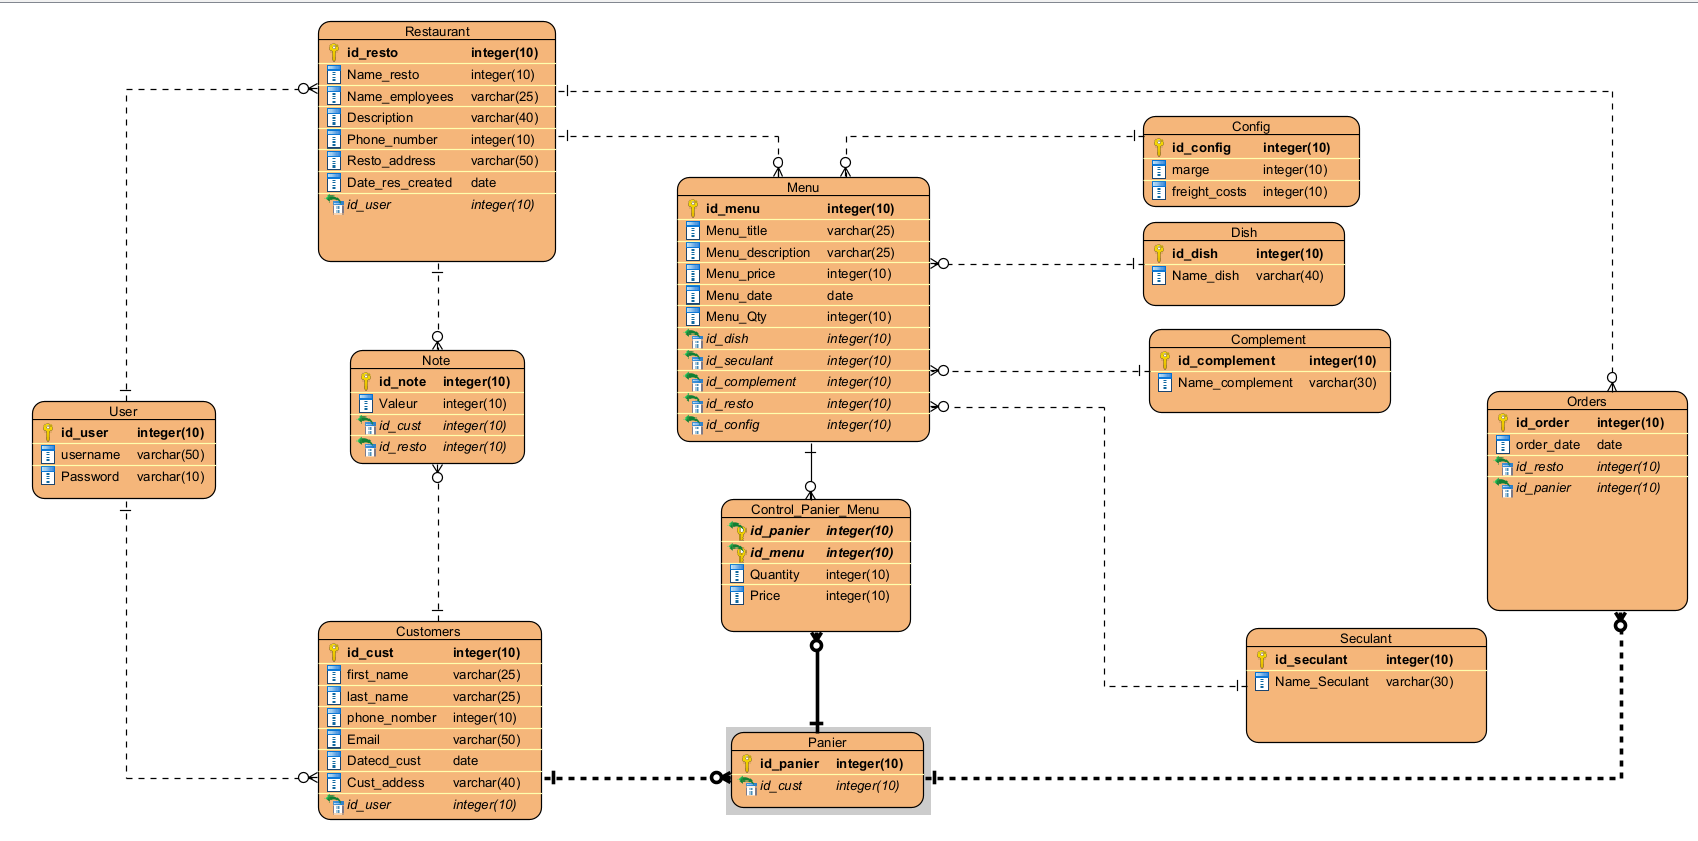 Restaurant
id_resto integer(10)
Name_resto integer(10)
Name_employees varchar(25)
Description varchar(40)
Phone_number integer(10)
Resto_address varchar(50)
Date_res_created date
id_user integer(10)
Config
id_config integer(10)
marge integer(10)
freight_costs integer(10)
Menu
id_menu integer(10)
Menu_title varchar(25)
Menu_description varchar(25)
Menu_price integer(10)
Menu_date date
Menu_Qty integer(10)
id_dish integer(10)
id_seculant integer(10)
id_complement integer(10)
id_resto integer(10)
id_config integer(10)
Dish
id_dish integer(10)
Name_dish varchar(40)
Complement
id_complement integer(10)
Name_complement varchar(30)
Note
id_note integer(10)
Valeur integer(10)
id_cust integer(10)
id_resto integer(10)
User
id_user integer(10)
username varchar(50)
Password varchar(10)
Orders
id_order integer(10)
order_date date
id_resto integer(10)
id_panier integer(10)
Control_Panier_Menu
id_panier integer(10)
id_menu integer(10)
Quantity integer(10)
Price integer(10)
Customers
id_cust integer(10)
first_name varchar(25)
last_name varchar(25)
phone_nomber integer(10)
Email varchar(50)
Datecd_cust date
Cust_addess varchar(40)
id_user integer(10)
Seculant
id_seculant integer(10)
Name_Seculant varchar(30)
Panier
id_panier integer(10)
id_cust integer(10)